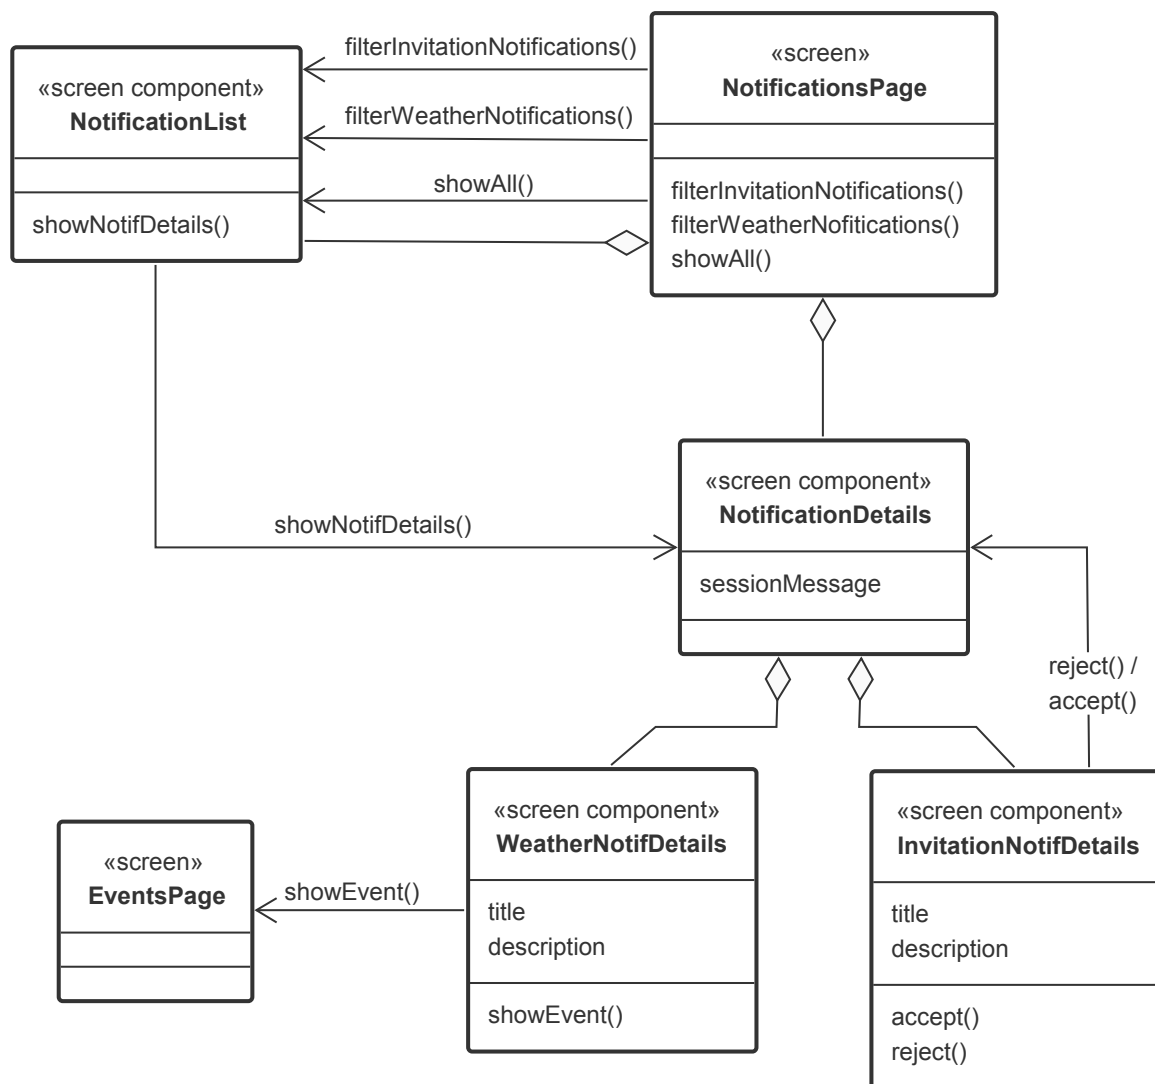 «screen component»
NotificationList
showNotifDetails()
filterInvitationNotifications()
filterWeatherNotifications()
showAll()
«screen»
NotificationsPage
filterInvitationNotifications()
filterWeatherNofitications()
showAll()
showNotifDetails()
«screen component»
NotificationDetails
sessionMessage
reject() /
accept()
«screen»
EventsPage
showEvent()
«screen component»
WeatherNotifDetails
title
description
showEvent()
«screen component»
InvitationNotifDetails
title
description
accept()
reject()